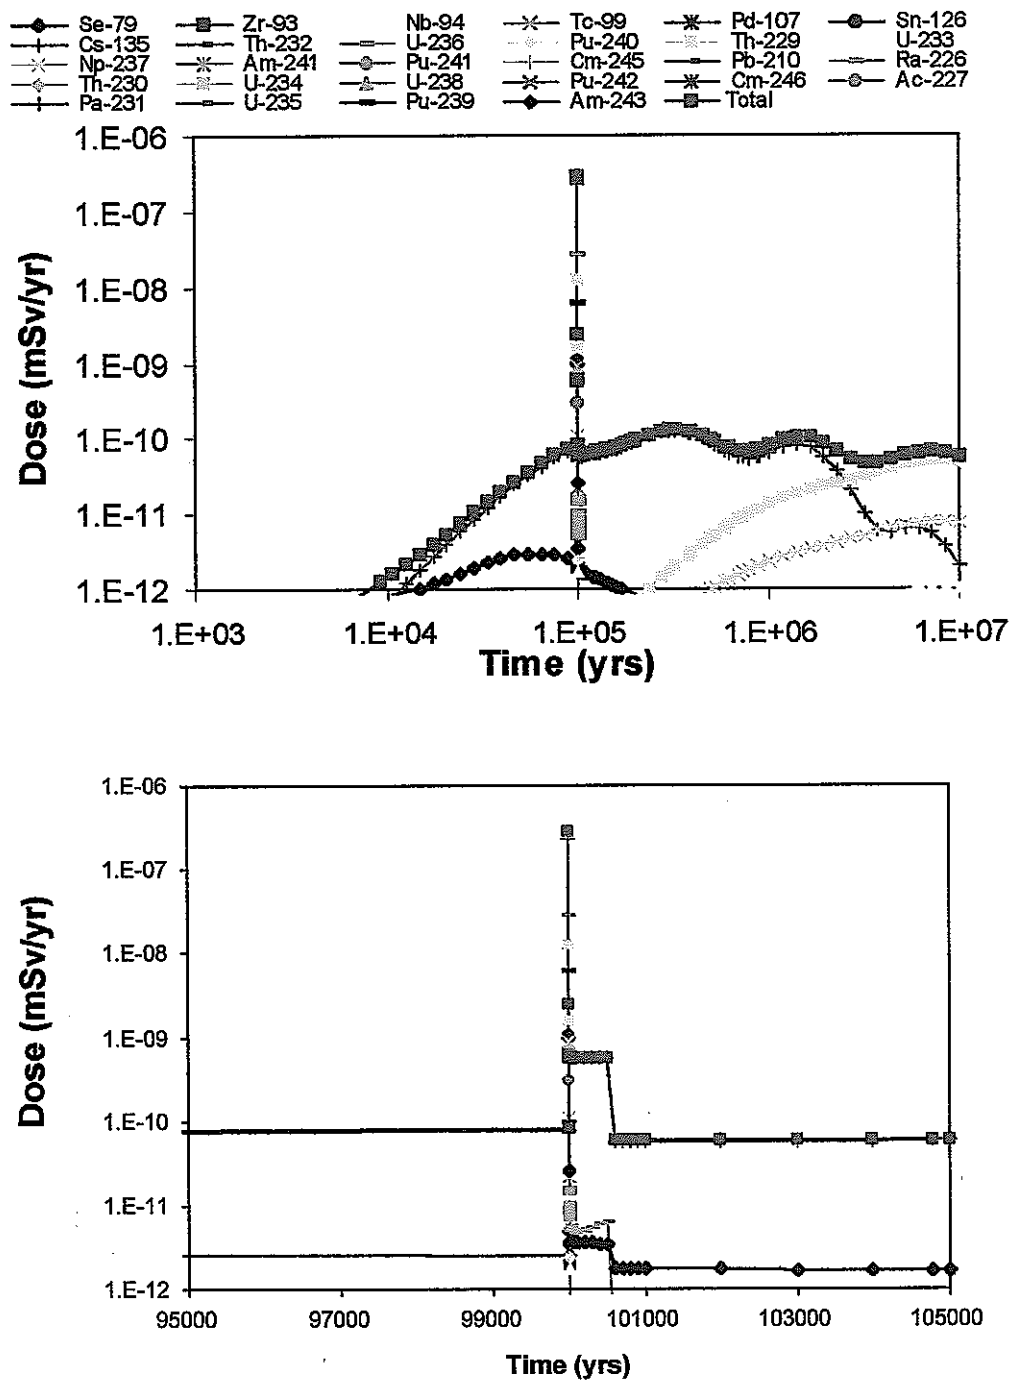 Se-79 Zr-93 Nb-94 Tc-99 Pd-107 Sn-126
Cs-135 Th-232 U-236 Pu-240 Th-229 U-233
Np-237 Am-241 Pu-241 Cm-245 Pb-210 Ra-226
Th-230 U-234 U-238 Pu-242 Cm-246 Ac-227
Pa-231 U-235 Pu-239 Am-243 Total
1.E-06
1.E-07
1.E-08
1.E-09
1.E-10
1.E-11
1.E-12
Dose (mSv/yr)
1.E+03 1.E+04 1.E+05 1.E+06 1.E+07
Time (yrs)
1.E-06
1.E-07
1.E-08
1.E-09
1.E-10
1.E-11
1.E-12
Dose (mSv/yr)
95000 97000 99000 101000 103000 105000
Time (yrs)